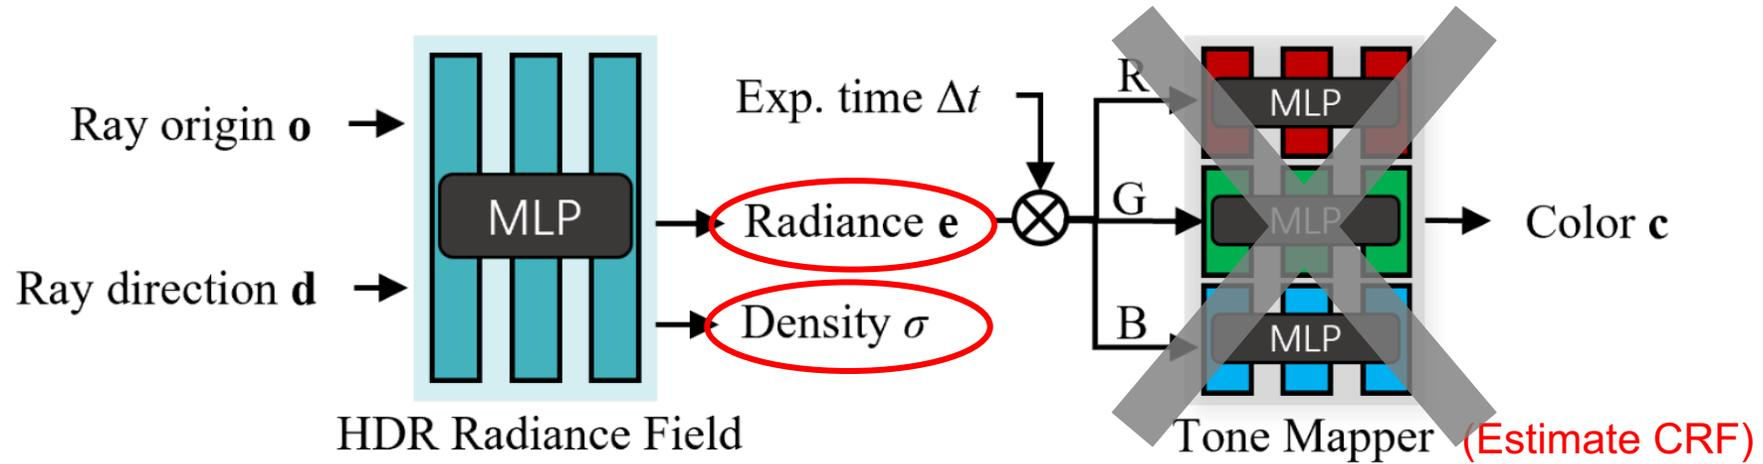 Ray origin o
Ray direction d
MLP
HDR Radiance Field
Exp. time Δt
Radiance e
Density σ
R
G
B
MLP
MLP
MLP
Tone Mapper (Estimate CRF)
Color c